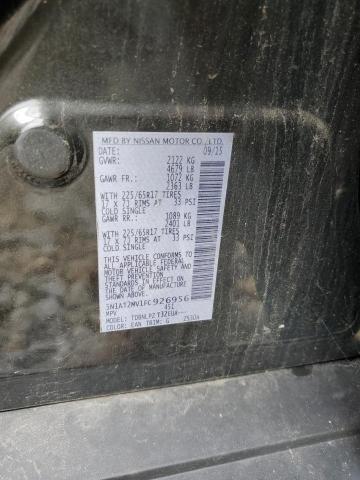 MFD BY NISSAN MOTOR CO.,LTD.
DATE: 09/15
GVWR: 2122 KG
4679 LB
GAWR FR.: 1072 KG
2363 LB
WITH 225/65R17 TIRES
17 X 7J RIMS AT 33 PSI
COLD SINGLE
GAWR RR.: 1089 KG
2401 LB
WITH 225/65R17 TIRES
17 X 7J RIMS AT 33 PSI
COLD SINGLE
THIS VEHICLE CONFORMS
TO ALL APPLICABLE FEDERAL
MOTOR VEHICLE SAFETY
STANDARDS IN EFFECT
ON THE DATE OF MANUFACTURE
SHOWN ABOVE.
5N1AT2MV1FC926956
MPV 451
MODEL:
COLOR: EAN TRIM: G